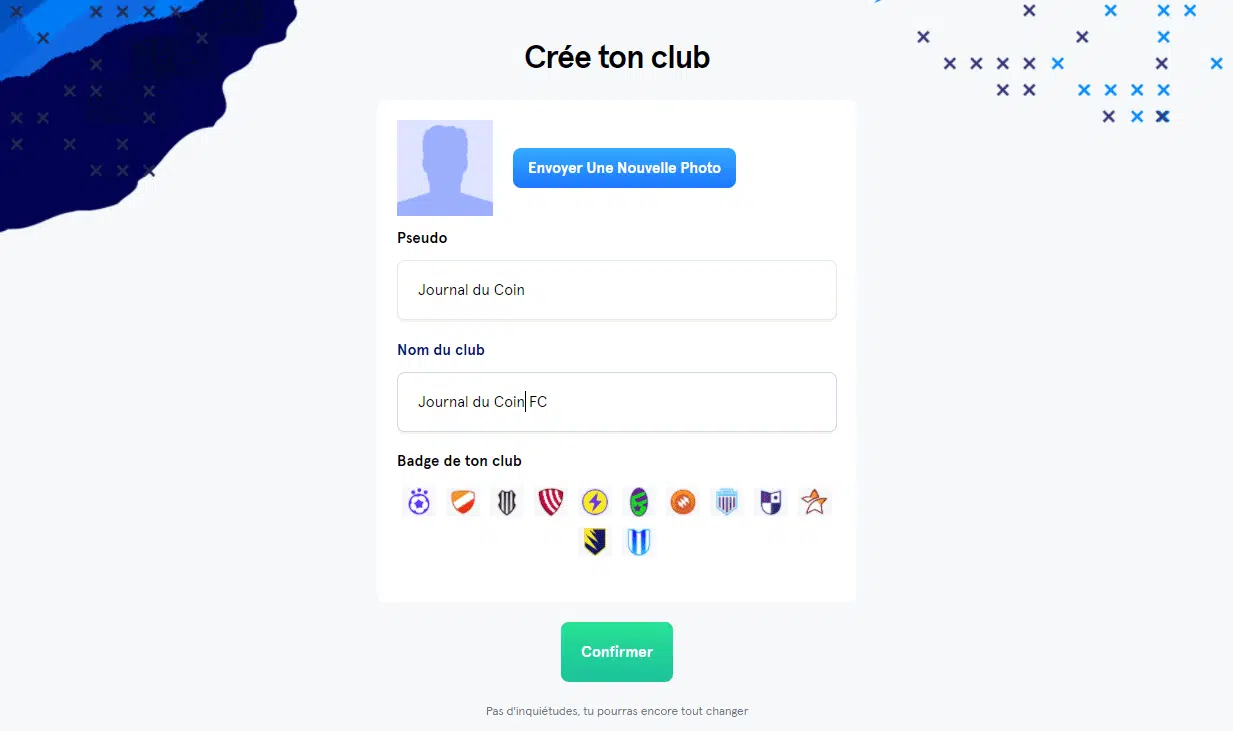 Crée ton club
Envoyer Une Nouvelle Photo
Pseudo
Journal du Coin
Nom du club
Journal du Coin FC
Badge de ton club
Confirmer
Pas d'inquiétudes, tu pourras encore tout changer